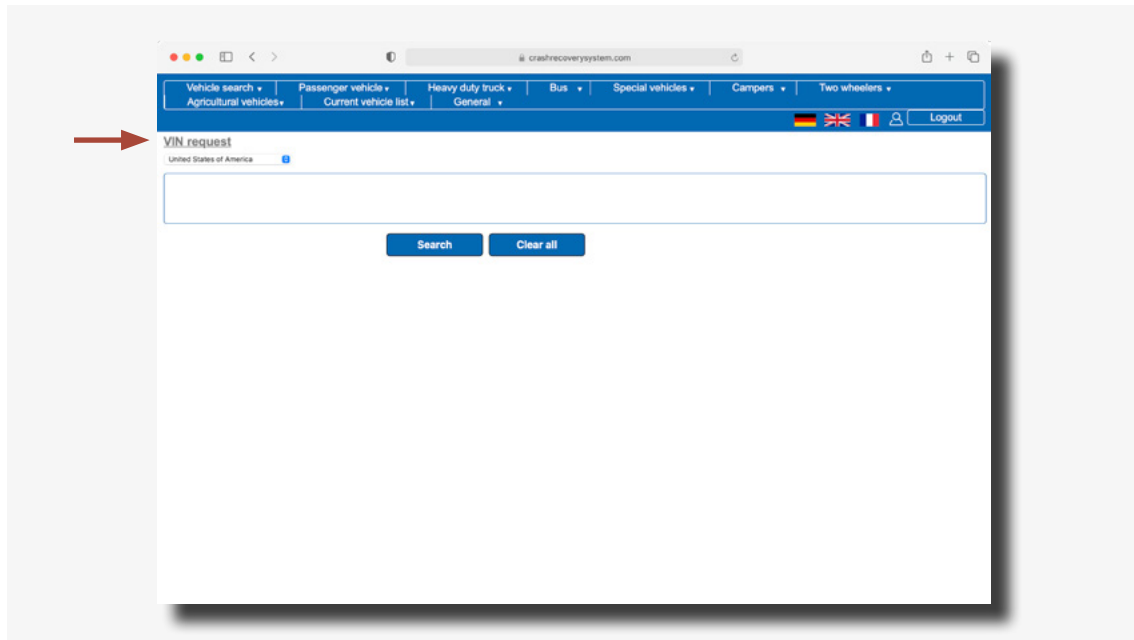 crashrecoverysystem.com
Vehicle search Passenger vehicle Heavy duty truck Bus Special vehicles Campers Two wheelers
Agricultural vehicles Current vehicle list General
Logout
VIN request
United States of America
Search Clear all